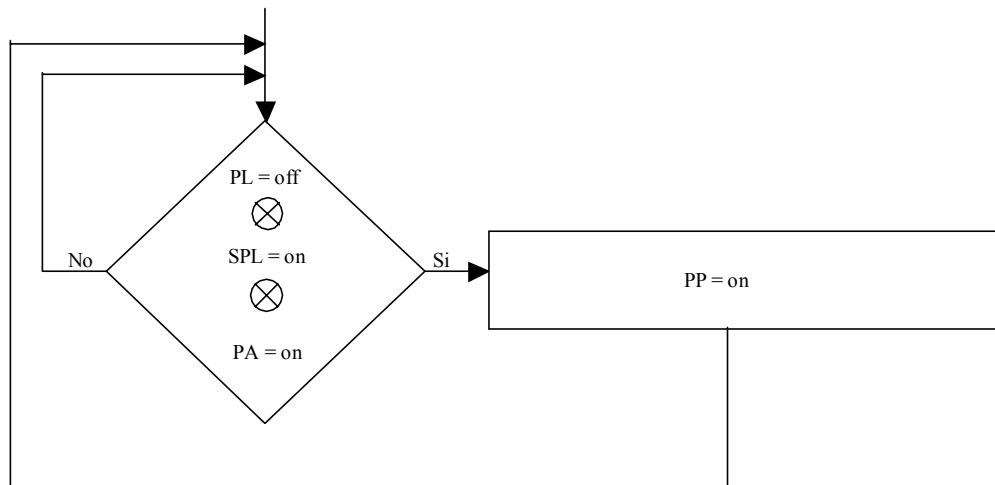 PL = off
SPL = on
No
Si
PP = on
PA = on